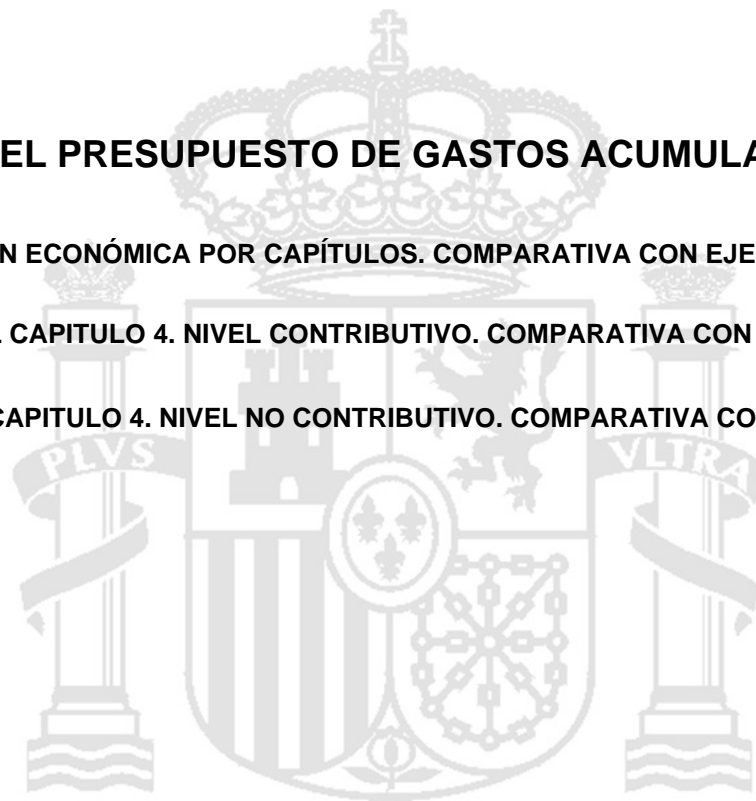 EL PRESUPUESTO DE GASTOS ACUMULA
N ECONÓMICA POR CAPÍTULOS. COMPARATIVA CON EJE
. CAPITULO 4. NIVEL CONTRIBUTIVO. COMPARATIVA CON
CAPITULO 4. NIVEL NO CONTRIBUTIVO. COMPARATIVA CO
PLVS VLTRA